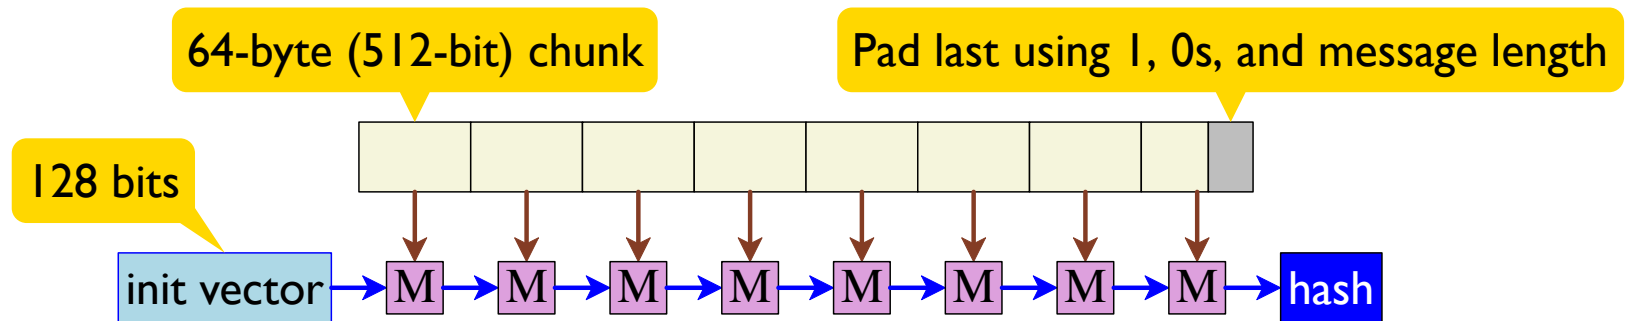 64-byte (512-bit) chunk
Pad last using 1, 0s, and message length
128 bits
init vector
M
M
M
M
M
M
M
M
hash